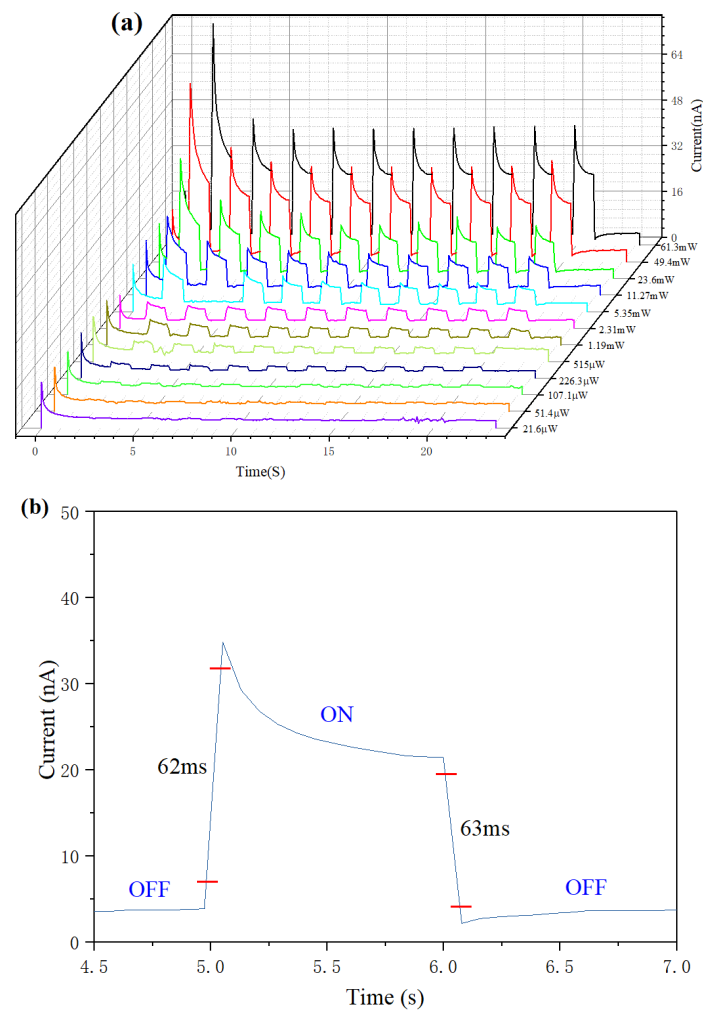 (a)
64
48
32
16
0
Current(nA)
61.3mW
49.4mW
23.6mW
11.27mW
5.35mW
2.31mW
1.19mW
515μW
226.3μW
107.1μW
51.4μW
21.6μW
0 5 10 15 20
Time(S)
(b)
50
40
30
20
10
0
Current (nA)
ON
62ms
63ms
OFF
OFF
4.5 5.0 5.5 6.0 6.5 7.0
Time (s)